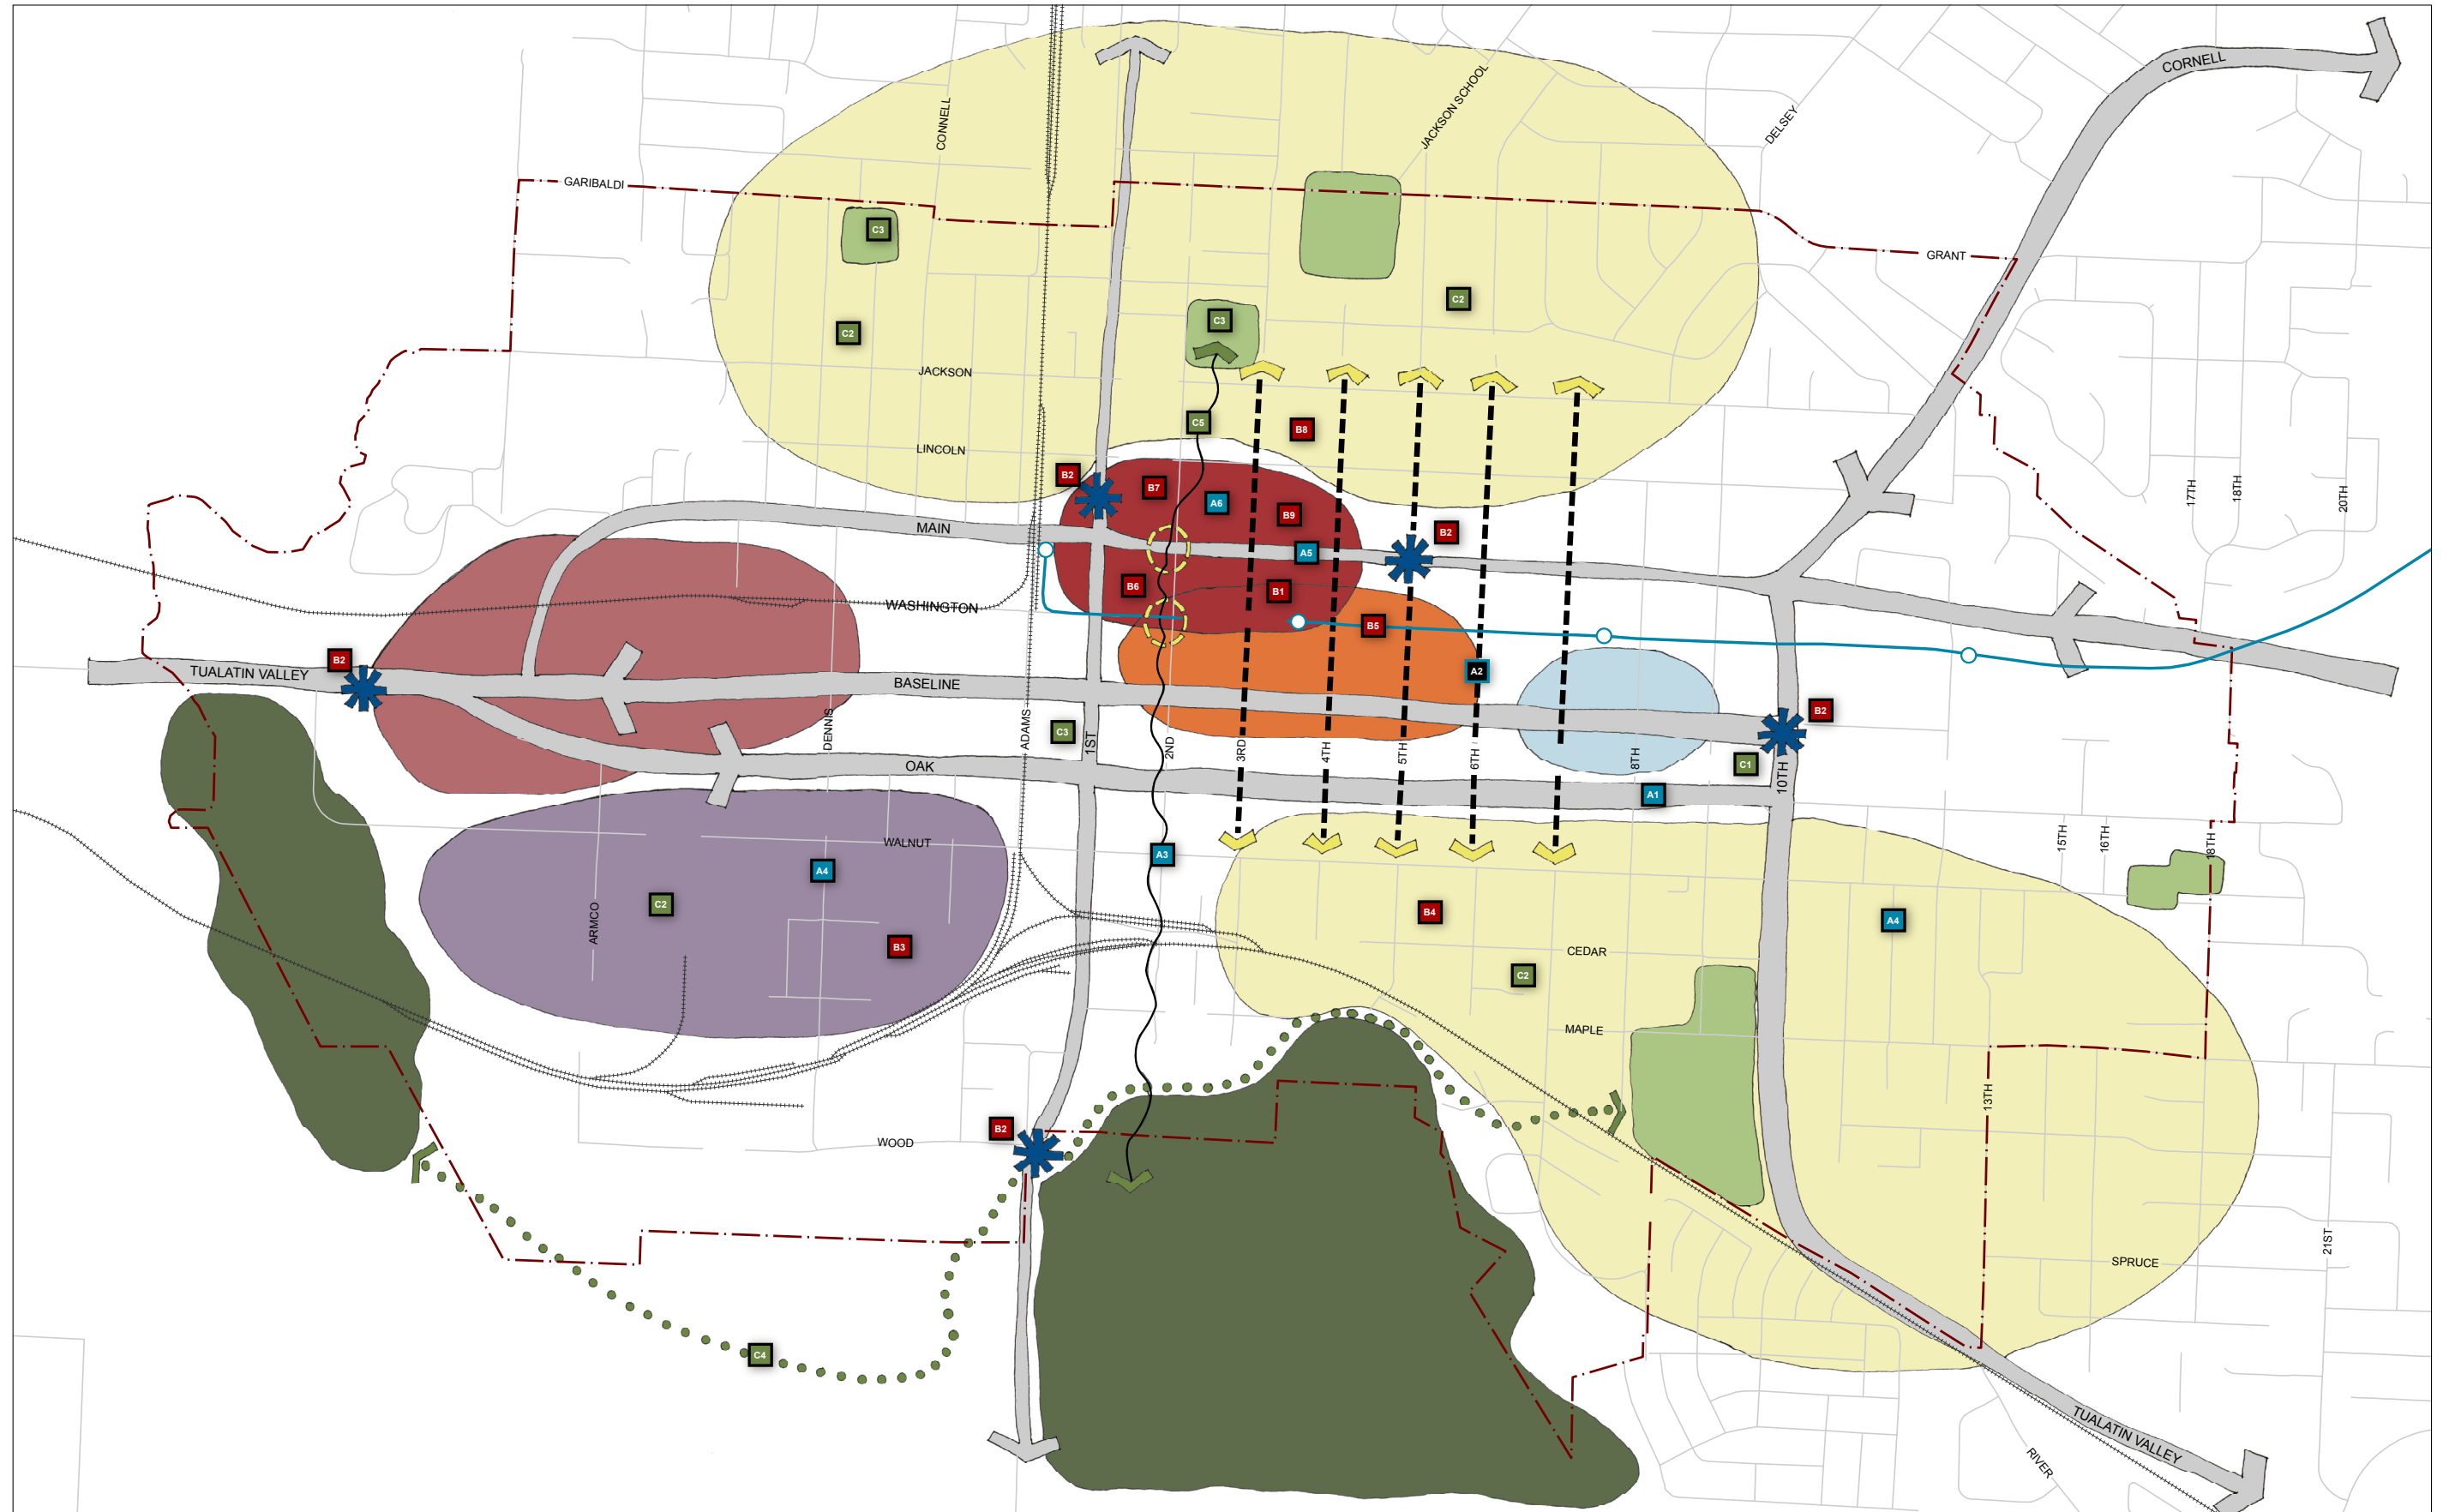 CORNELL
CONNELL
JACKSON SCHOOL
DELSEY
GARIBALDI
C3
GRANT
C2
C3
C2
JACKSON
C5
B8
LINCOLN
B2
B7
A6
B9
17TH
18TH
20TH
MAIN
B2
A5
B6
B1
WASHINGTON
B5
B2
TUALATIN VALLEY
BASELINE
A2
B2
DENNIS
ADAMS
C3
1ST
2ND
3RD
4TH
5TH
6TH
8TH
C1
10TH
OAK
A1
WALNUT
A3
15TH
16TH
18TH
A4
C2
ARMCO
B3
B4
A4
CEDAR
C2
MAPLE
13TH
B2
WOOD
SPRUCE
21ST
C4
TUALATIN VALLEY
RIVER